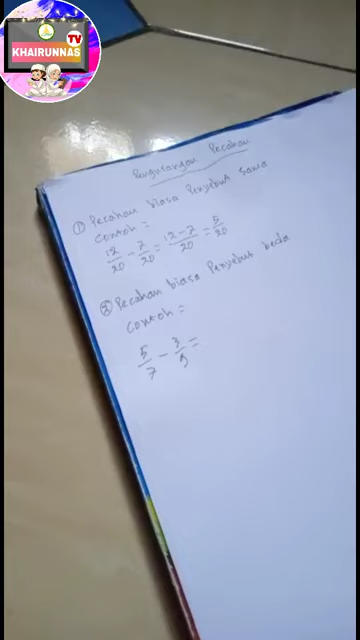 KHAIRUNNAS
TV
Pengurangan Pecahan
① Pecahan biasa Penyebut sama
Contoh =
12/20 - 7/20 = 12-7/20 = 5/20
② Pecahan biasa Penyebut beda
Contoh =
5/7 - 3/5 =